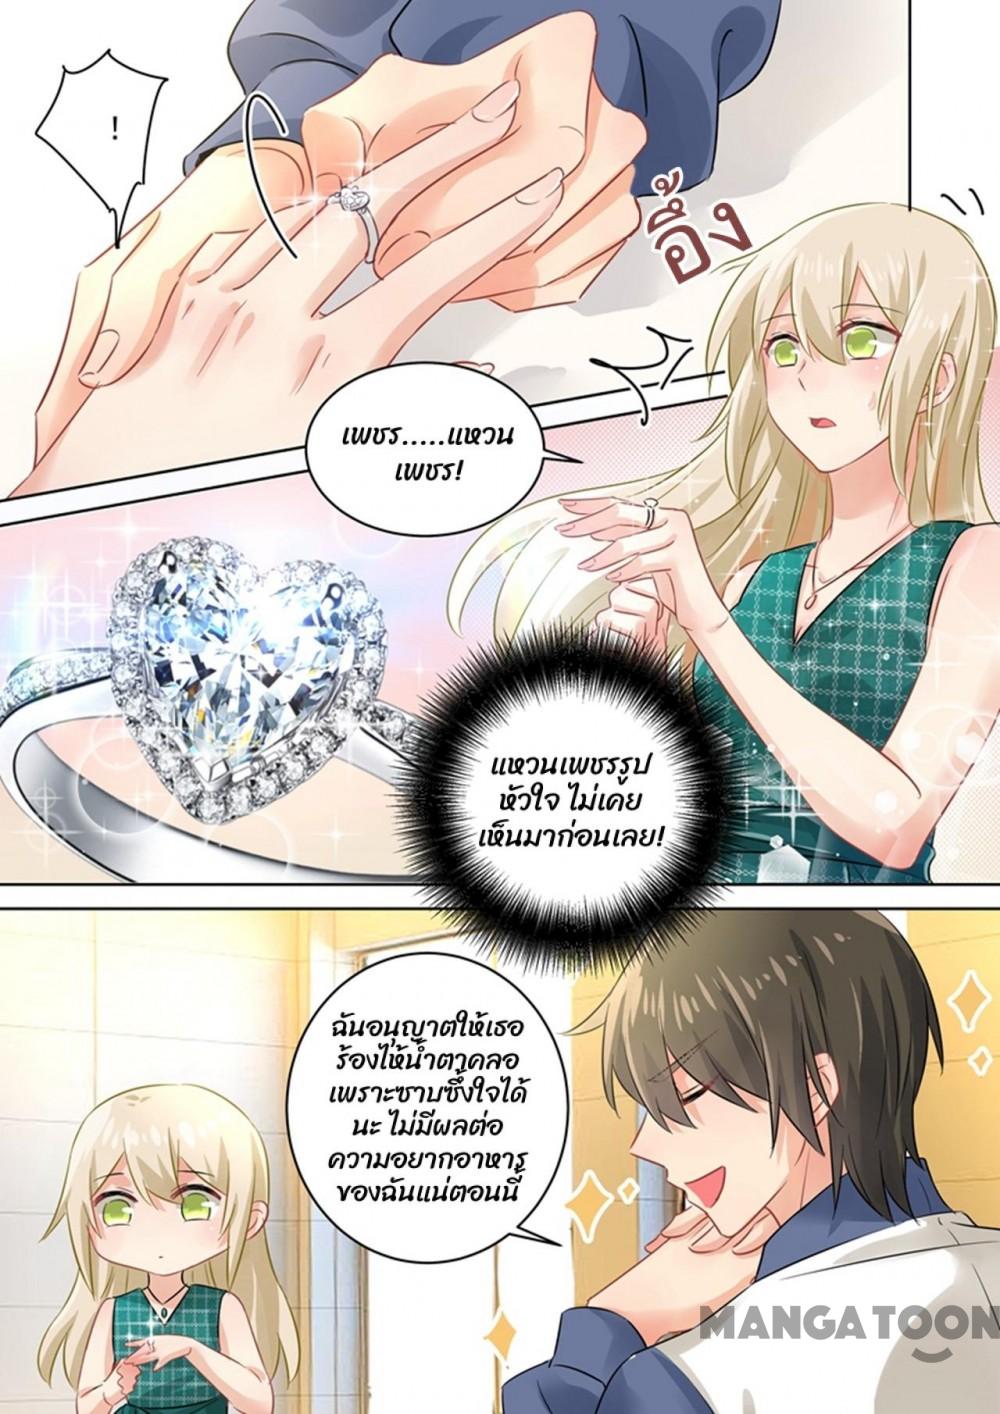 !
อึ้ง
เพชร.....แหวน
เพชร!
แหวนเพชรรูป
หัวใจ ไม่เคย
เห็นมาก่อนเลย!
ฉันอนุญาตให้เธอ
ร้องไห้น้ำตาคลอ
เพราะซาบซึ้งใจได้
นะ ไม่มีผลต่อ
ความอยากอาหาร
ของฉันแน่ตอนนี้
MANGATOON